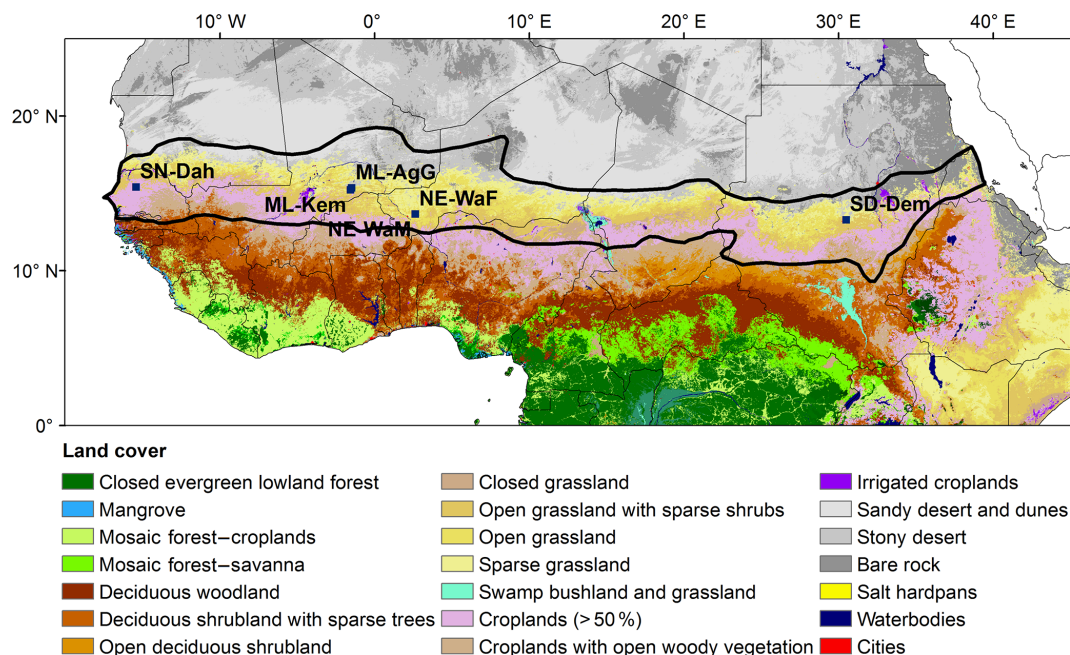 10° W 0° 10° E 20° E 30° E 40° E
20° N
SN-Dah
ML-AgG
ML-Kem
NE-WaF
SD-Dem
NE-WaM
10° N
0°
Land cover
Closed evergreen lowland forest
Mangrove
Mosaic forest–croplands
Mosaic forest–savanna
Deciduous woodland
Deciduous shrubland with sparse trees
Open deciduous shrubland
Closed grassland
Open grassland with sparse shrubs
Open grassland
Sparse grassland
Swamp bushland and grassland
Croplands (> 50 %)
Croplands with open woody vegetation
Irrigated croplands
Sandy desert and dunes
Stony desert
Bare rock
Salt hardpans
Waterbodies
Cities